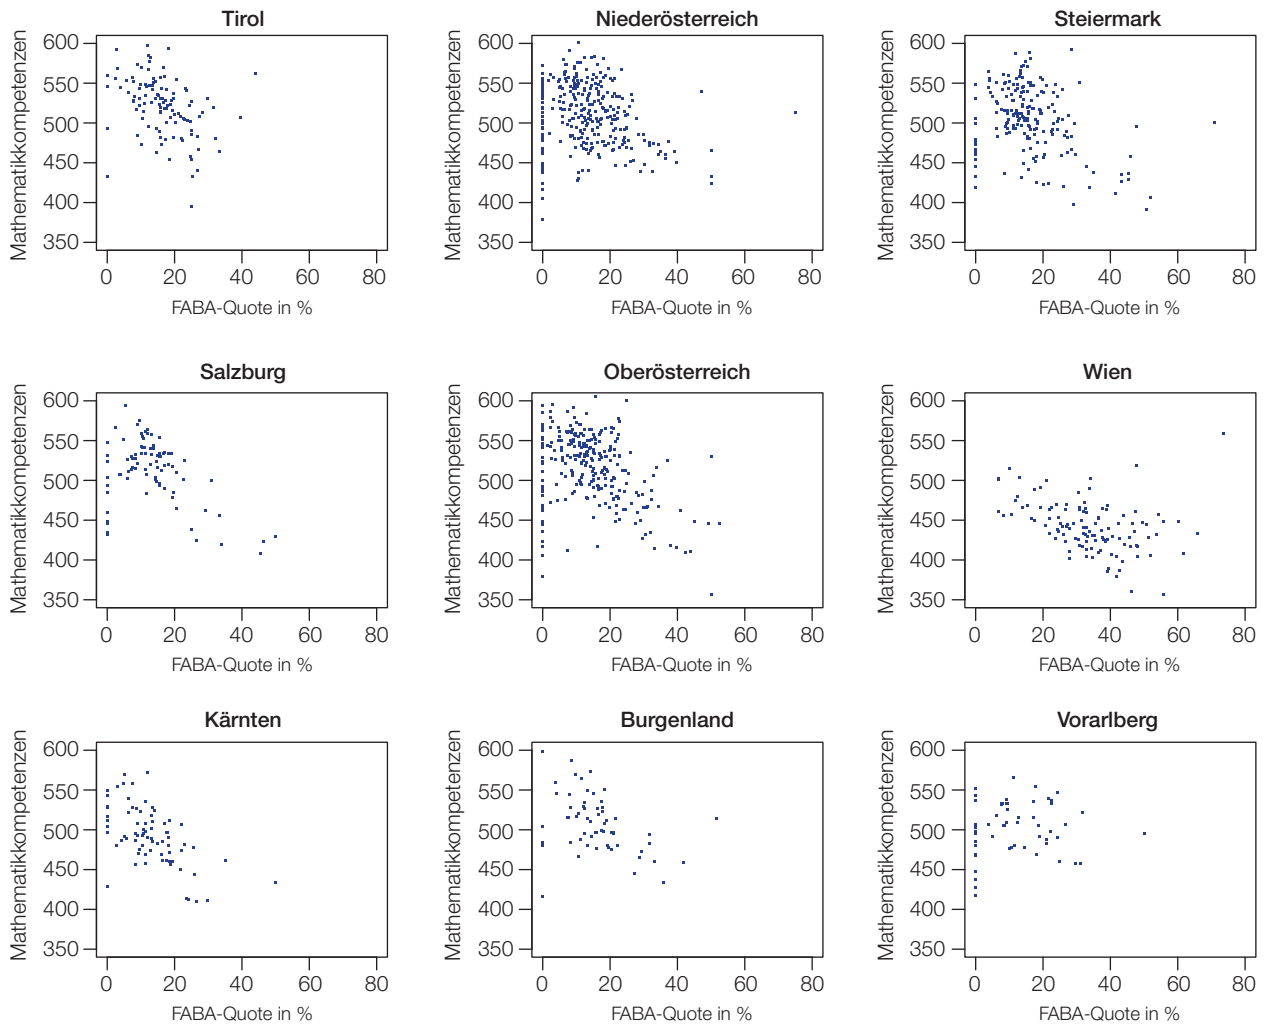 Tirol
Mathematikkompetenzen
600
550
500
450
400
350
0 20 40 60 80
FABA-Quote in %
Niederösterreich
Mathematikkompetenzen
600
550
500
450
400
350
0 20 40 60 80
FABA-Quote in %
Steiermark
Mathematikkompetenzen
600
550
500
450
400
350
0 20 40 60 80
FABA-Quote in %
Salzburg
Mathematikkompetenzen
600
550
500
450
400
350
0 20 40 60 80
FABA-Quote in %
Oberösterreich
Mathematikkompetenzen
600
550
500
450
400
350
0 20 40 60 80
FABA-Quote in %
Wien
Mathematikkompetenzen
600
550
500
450
400
350
0 20 40 60 80
FABA-Quote in %
Kärnten
Mathematikkompetenzen
600
550
500
450
400
350
0 20 40 60 80
FABA-Quote in %
Burgenland
Mathematikkompetenzen
600
550
500
450
400
350
0 20 40 60 80
FABA-Quote in %
Vorarlberg
Mathematikkompetenzen
600
550
500
450
400
350
0 20 40 60 80
FABA-Quote in %